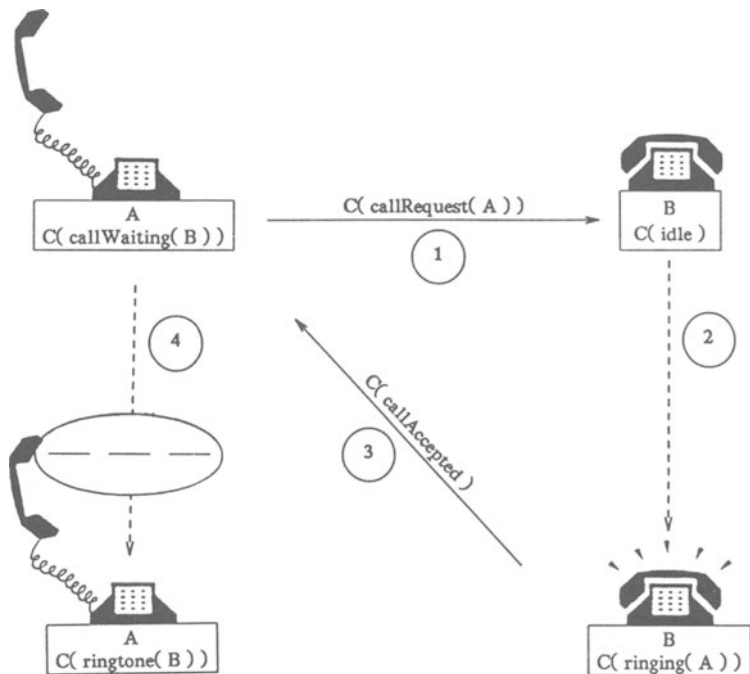 A
C( callWaiting( B ) )
C( callRequest( A ) )
1
B
C( idle )
4
2
C( callAccepted )
3
A
C( ringtone( B ) )
B
C( ringing( A ) )